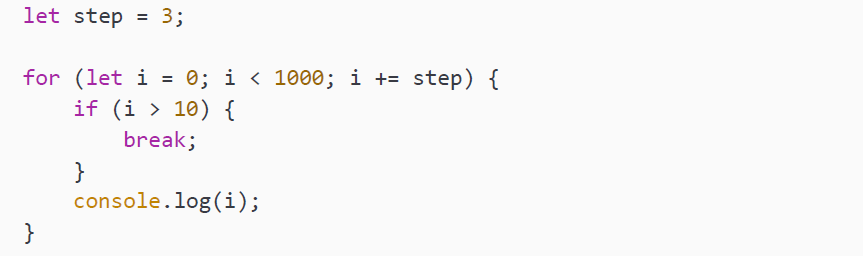 let step = 3;

for (let i = 0; i < 1000; i += step) {
    if (i > 10) {
        break;
    }
    console.log(i);
}